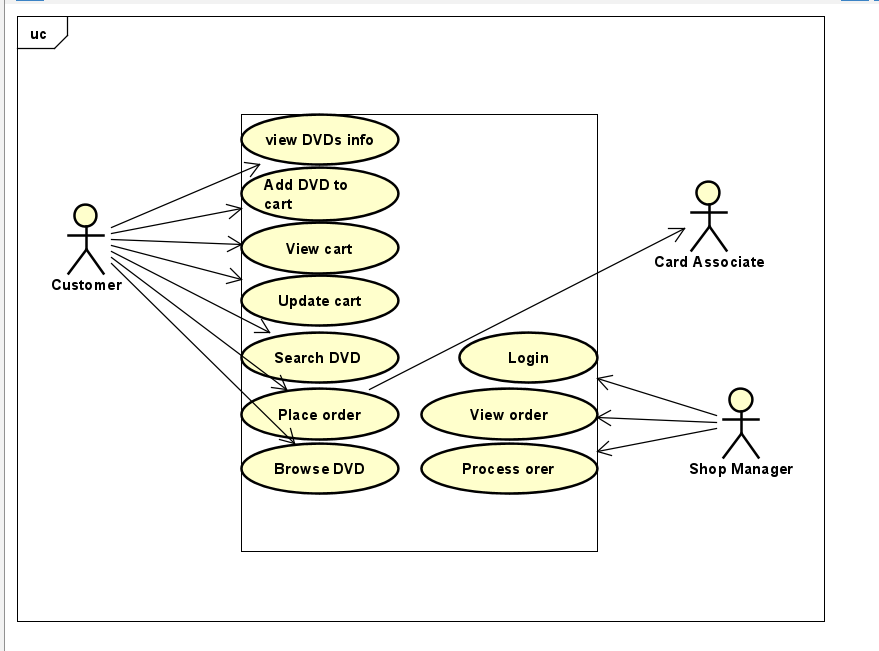 uc
view DVDs info
Add DVD to
cart
View cart
Update cart
Search DVD
Place order
Browse DVD
Login
View order
Process orer
Customer
Card Associate
Shop Manager